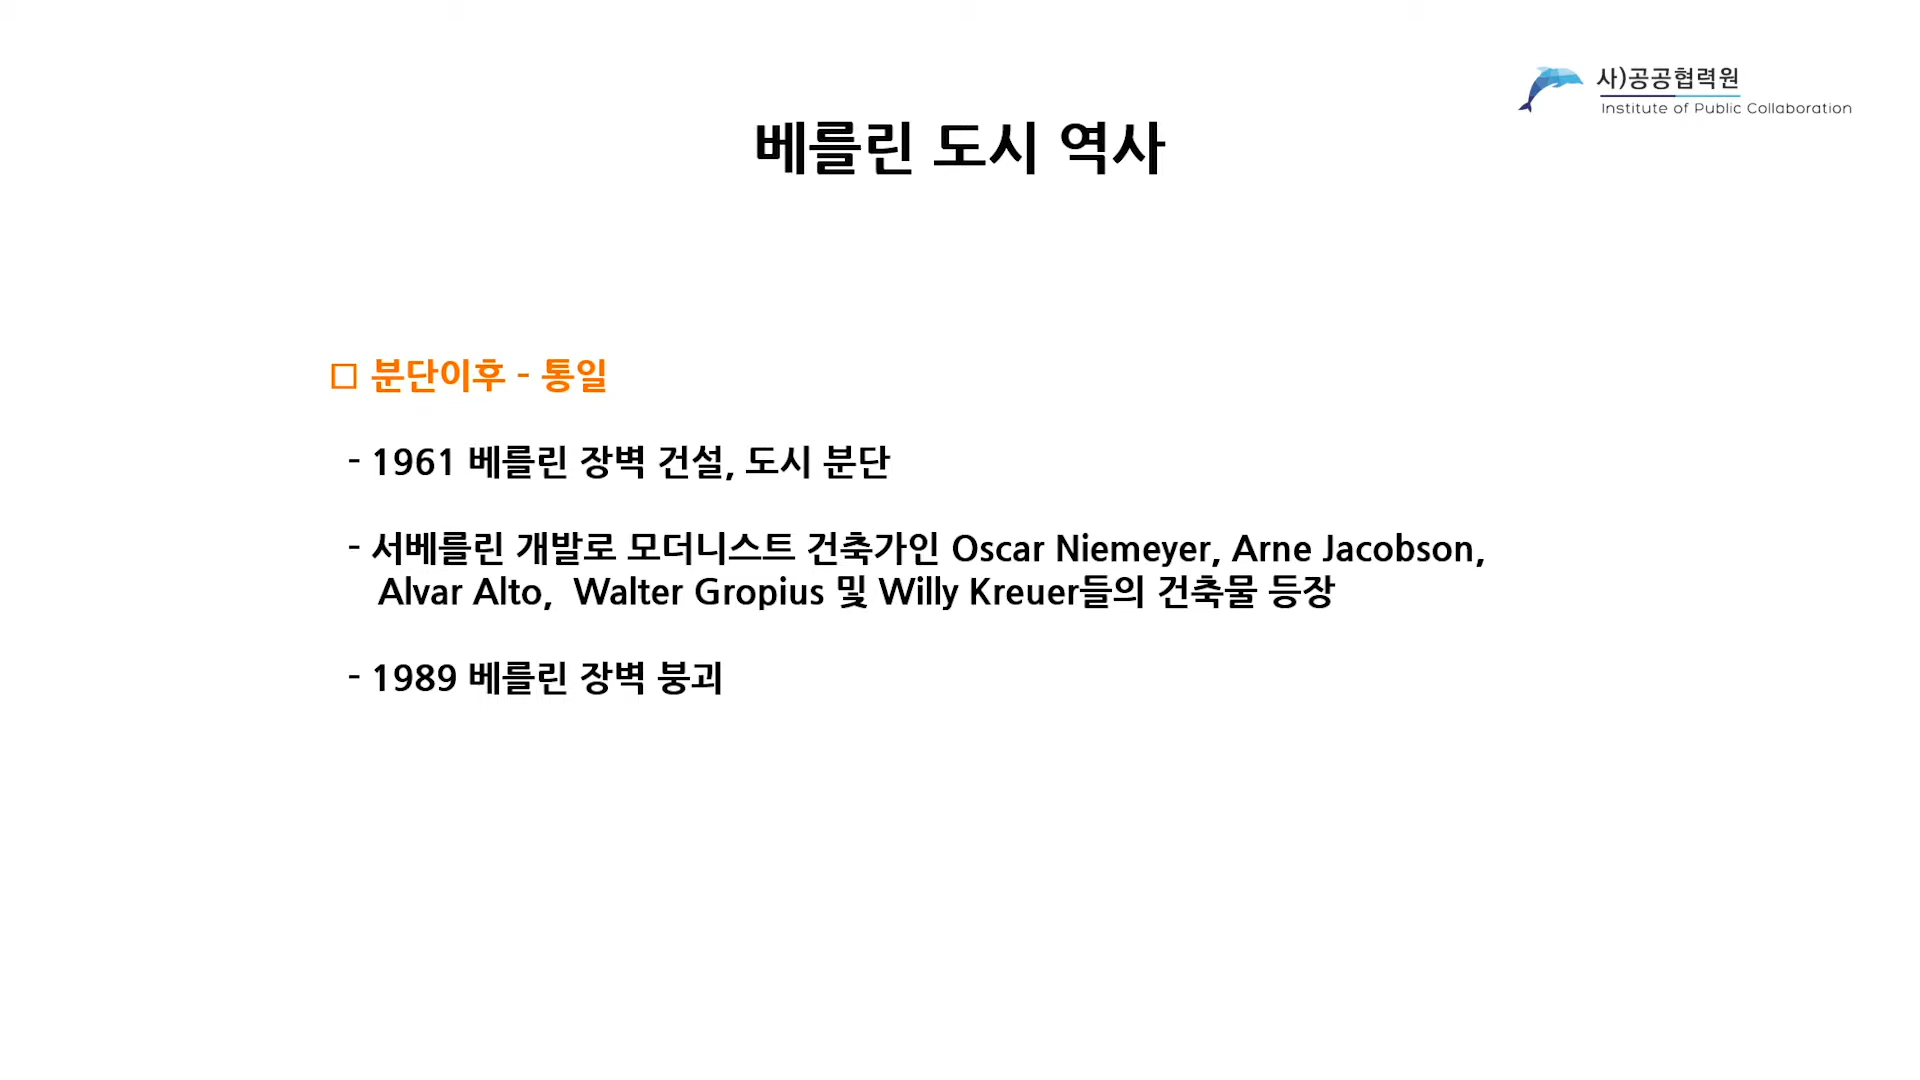 사)공공협력원
Institute of Public Collaboration
베를린 도시 역사
□ 분단이후 - 통일
- 1961 베를린 장벽 건설, 도시 분단
- 서베를린 개발로 모더니스트 건축가인 Oscar Niemeyer, Arne Jacobson,
Alvar Alto, Walter Gropius 및 Willy Kreuer들의 건축물 등장
- 1989 베를린 장벽 붕괴